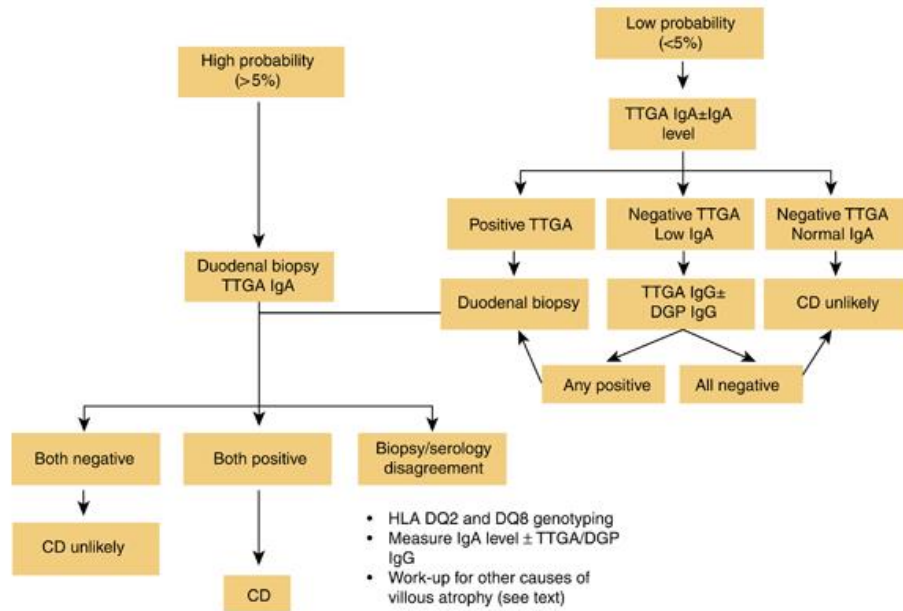 Low probability
(<5%)
High probability
(>5%)
TTGA IgA±IgA
level
Positive TTGA
Negative TTGA
Low IgA
Negative TTGA
Normal IgA
Duodenal biopsy
TTGA IgA
Duodenal biopsy
TTGA IgG±
DGP IgG
CD unlikely
Any positive
All negative
Both negative
Both positive
Biopsy/serology
disagreement
CD unlikely
CD
• HLA DQ2 and DQ8 genotyping
• Measure IgA level ± TTGA/DGP
IgG
• Work-up for other causes of
villous atrophy (see text)